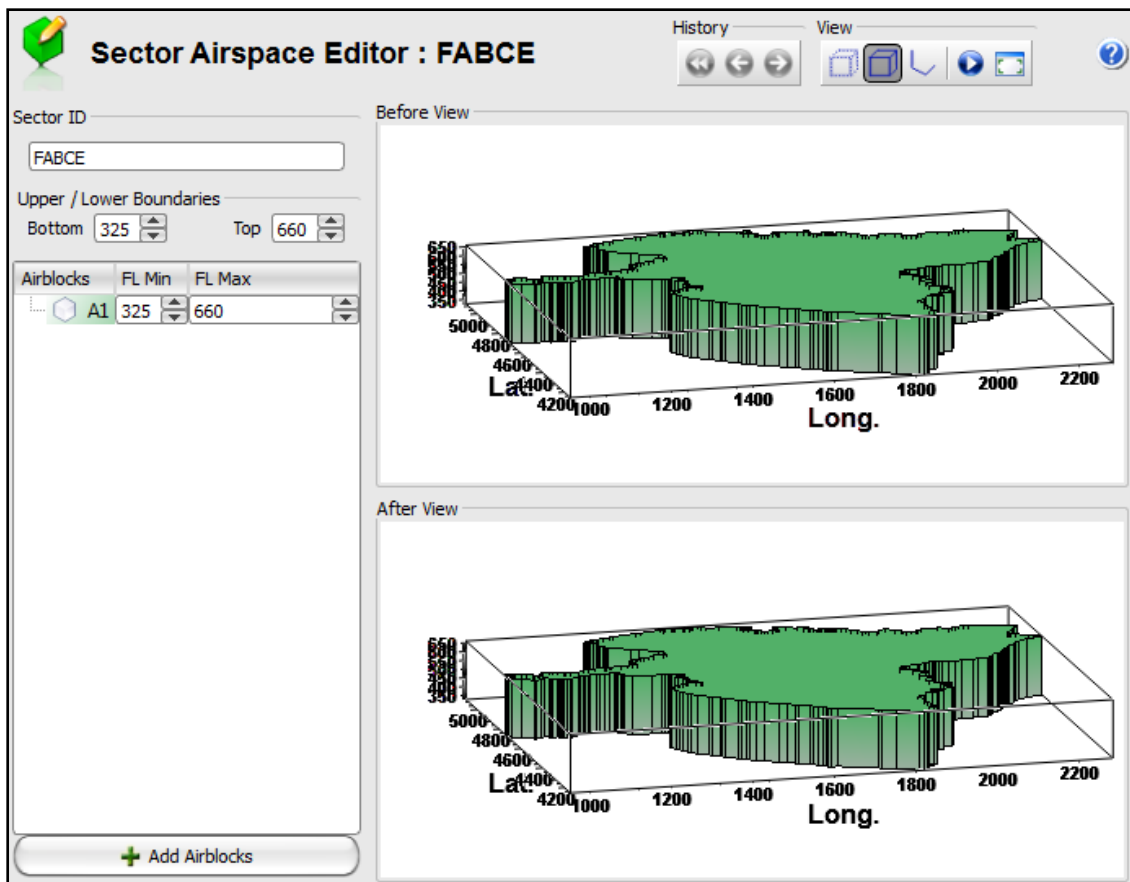 History
View
Sector Airspace Editor : FABCE
Sector ID
FABCE
Upper / Lower Boundaries
Bottom 325 Top 660
Airblocks FL Min FL Max
A1 325 660
Add Airblocks
Before View
650
350
5000
4800
4600
4400
4200
Lat.
1000 1200 1400 1600 1800 2000 2200
Long.
After View
650
350
5000
4800
4600
4400
4200
Lat.
1000 1200 1400 1600 1800 2000 2200
Long.